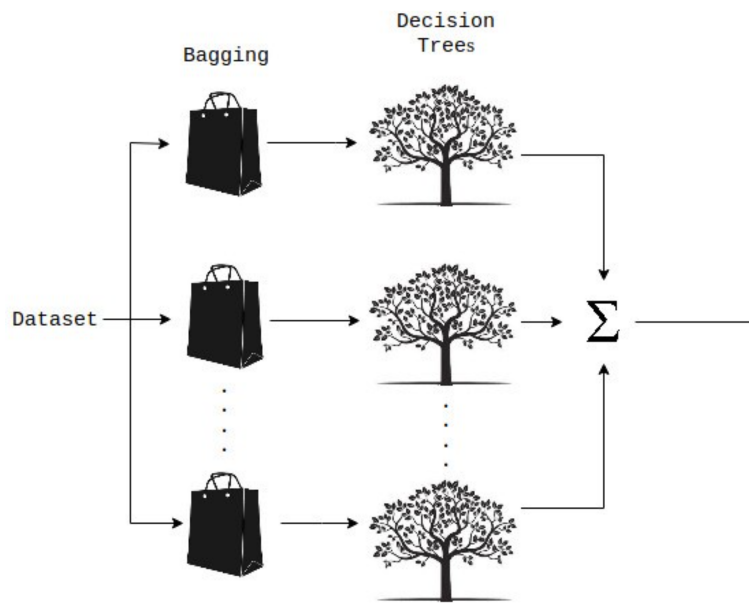 Decision
Trees
Bagging
Dataset
Σ